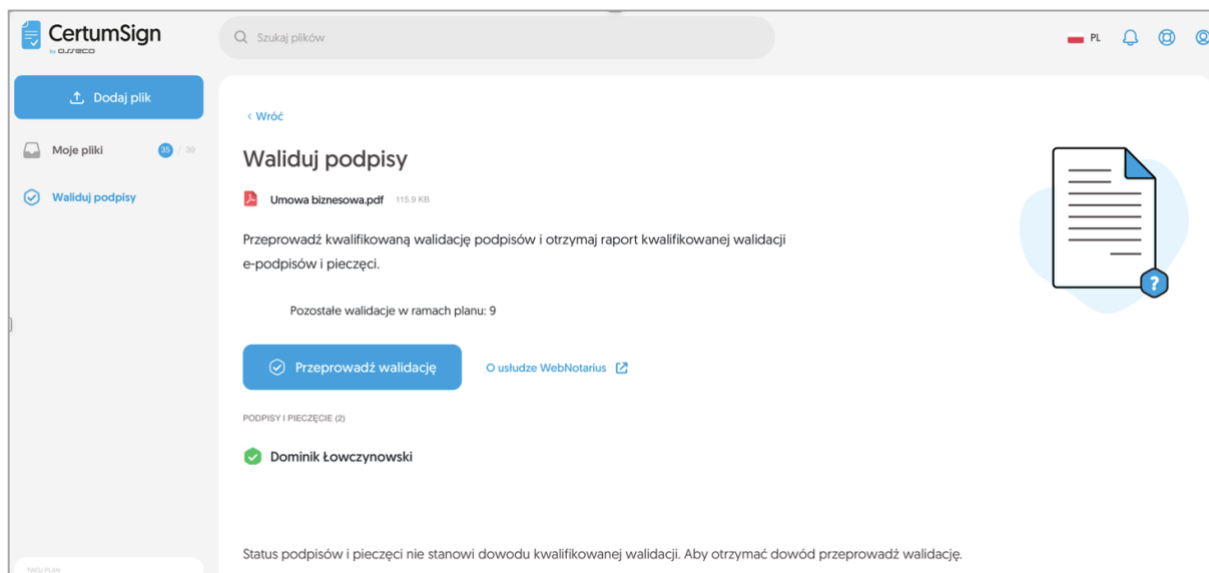 CertumSign
by asseco
Szukaj plików
PL
Dodaj plik
Moje pliki
35 / 39
Waliduj podpisy
< Wróć
Waliduj podpisy
Umowa biznesowa.pdf 115.9 KB
Przeprowadź kwalifikowaną walidację podpisów i otrzymaj raport kwalifikowanej walidacji
e-podpisów i pieczęci.
Pozostałe walidacje w ramach planu: 9
Przeprowadź walidację
O usłudze WebNotarius
PODPISY I PIECZĘCIE (2)
Dominik Łowczynowski
Status podpisów i pieczęci nie stanowi dowodu kwalifikowanej walidacji. Aby otrzymać dowód przeprowadź walidację.
TWÓJ PLAN
?